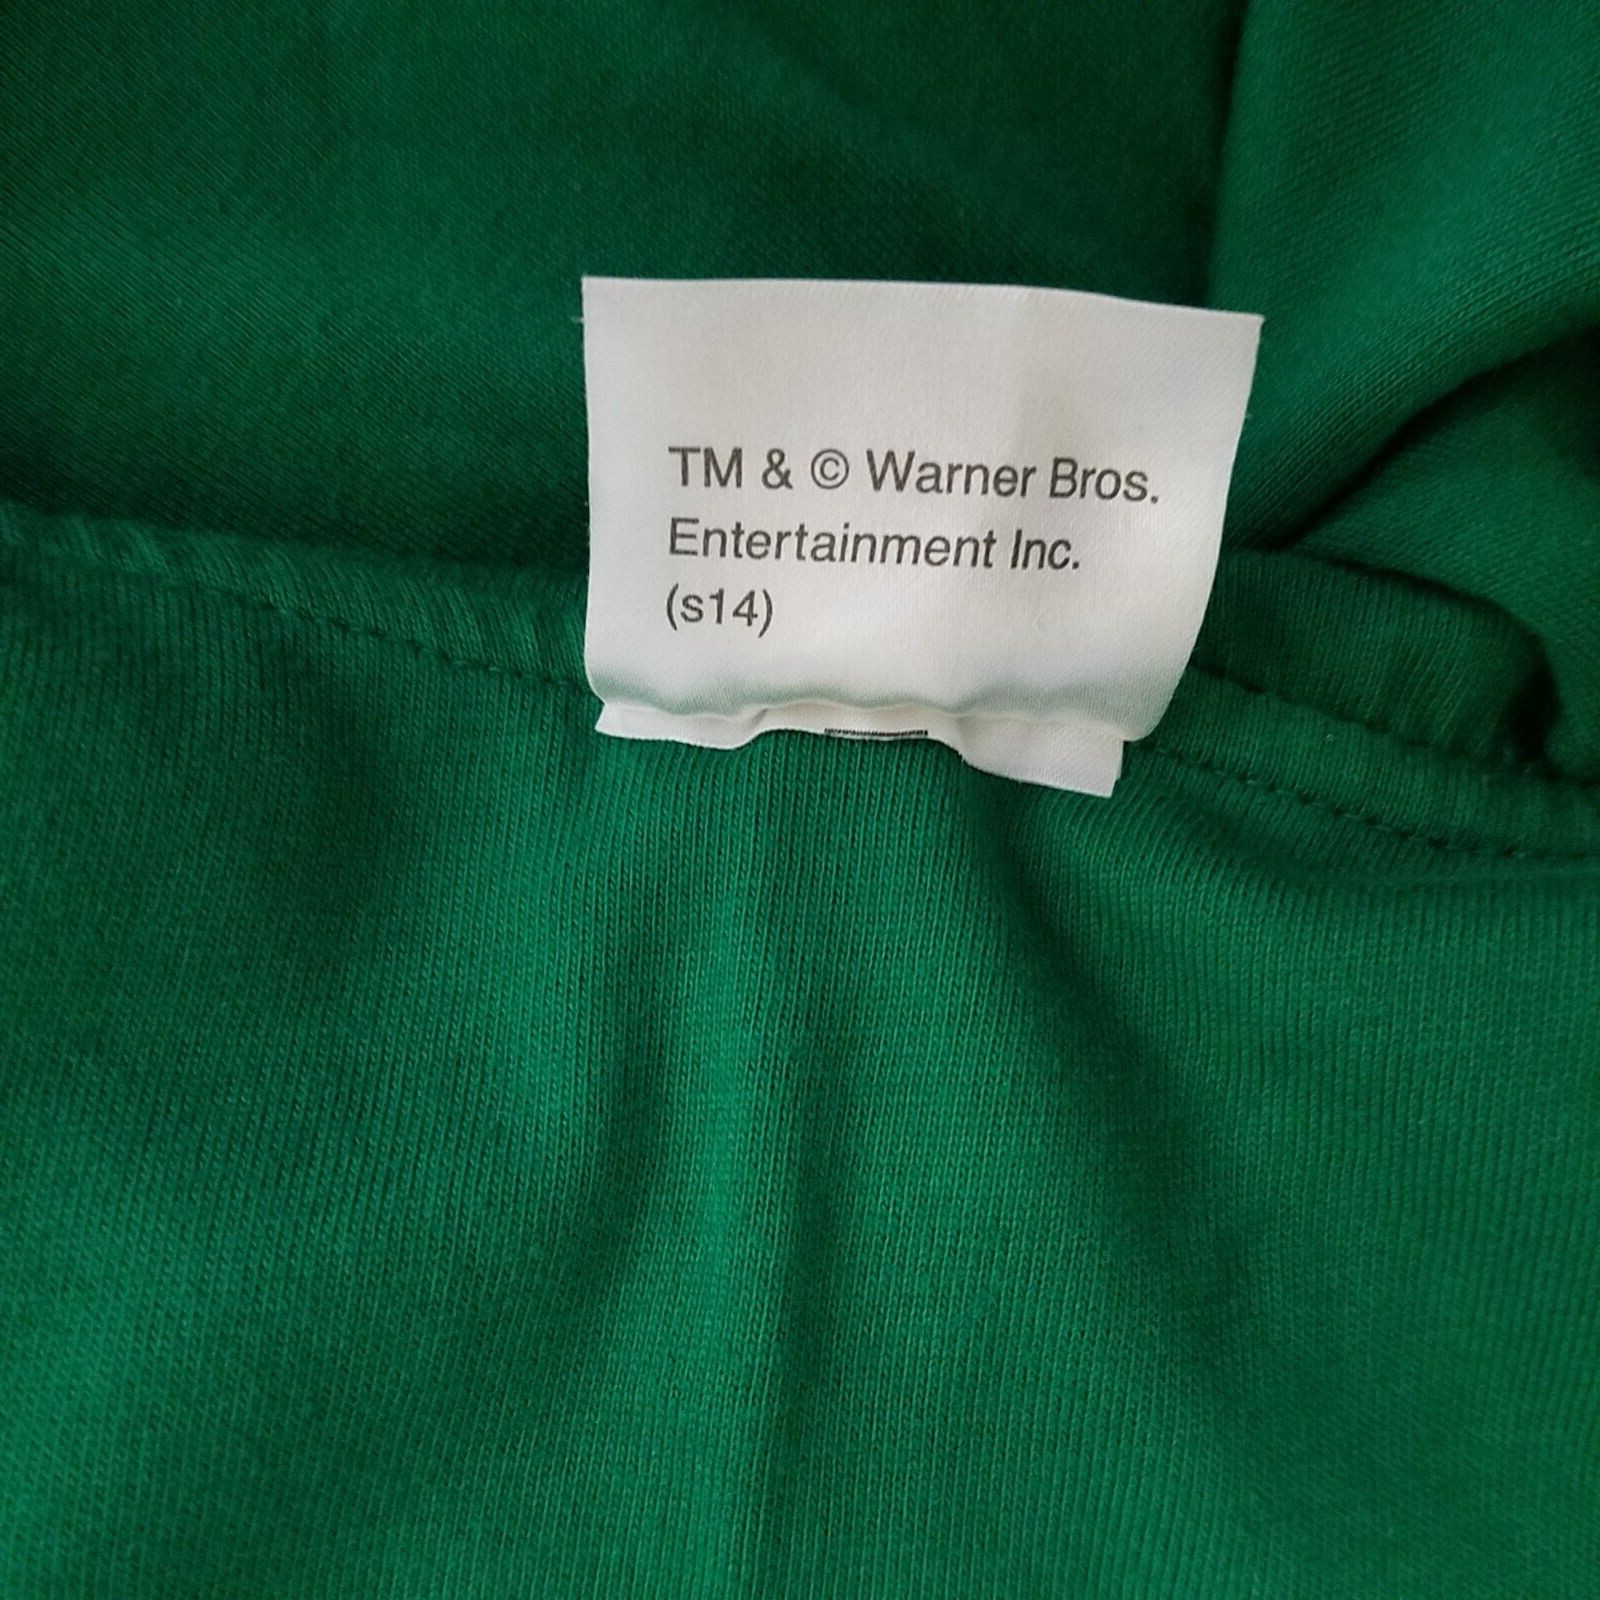 TM & © Warner Bros.
Entertainment Inc.
(s14)